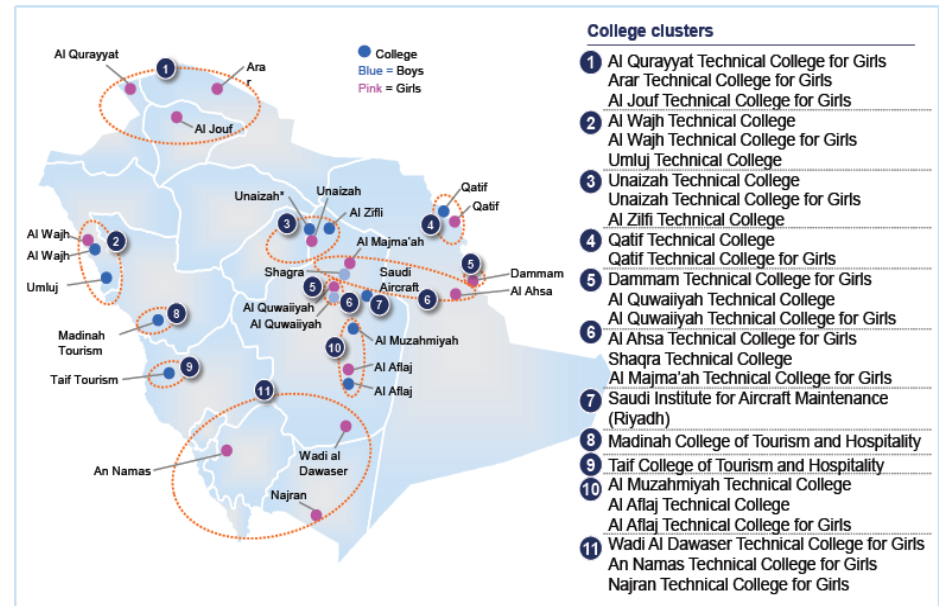 Al Qurayyat
1
Ara
r
Al Jouf
College
Blue = Boys
Pink = Girls
Unaizah*
Unaizah
3
Al Zifli
Qatif
4
Qatif
Al Wajh
2
Al Wajh
Umluj
Al Majma'ah
Shagra
Saudi
Aircraft
5
Dammam
Al Ahsa
5
Al Quwaiiyah
Al Quwaiiyah
6
7
6
8
Madinah
Tourism
Al Muzahmiyah
10
Al Aflaj
Al Aflaj
9
Taif Tourism
11
An Namas
Wadi al
Dawaser
Najran
College clusters
1 Al Qurayyat Technical College for Girls
Arar Technical College for Girls
Al Jouf Technical College for Girls
2 Al Wajh Technical College
Al Wajh Technical College for Girls
Umluj Technical College
3 Unaizah Technical College
Unaizah Technical College for Girls
Al Zilfi Technical College
4 Qatif Technical College
Qatif Technical College for Girls
5 Dammam Technical College for Girls
Al Quwaiiyah Technical College
Al Quwaiiyah Technical College for Girls
6 Al Ahsa Technical College for Girls
Shaqra Technical College
Al Majma'ah Technical College for Girls
7 Saudi Institute for Aircraft Maintenance
(Riyadh)
8 Madinah College of Tourism and Hospitality
9 Taif College of Tourism and Hospitality
10 Al Muzahmiyah Technical College
Al Aflaj Technical College
Al Aflaj Technical College for Girls
11 Wadi Al Dawaser Technical College for Girls
An Namas Technical College for Girls
Najran Technical College for Girls